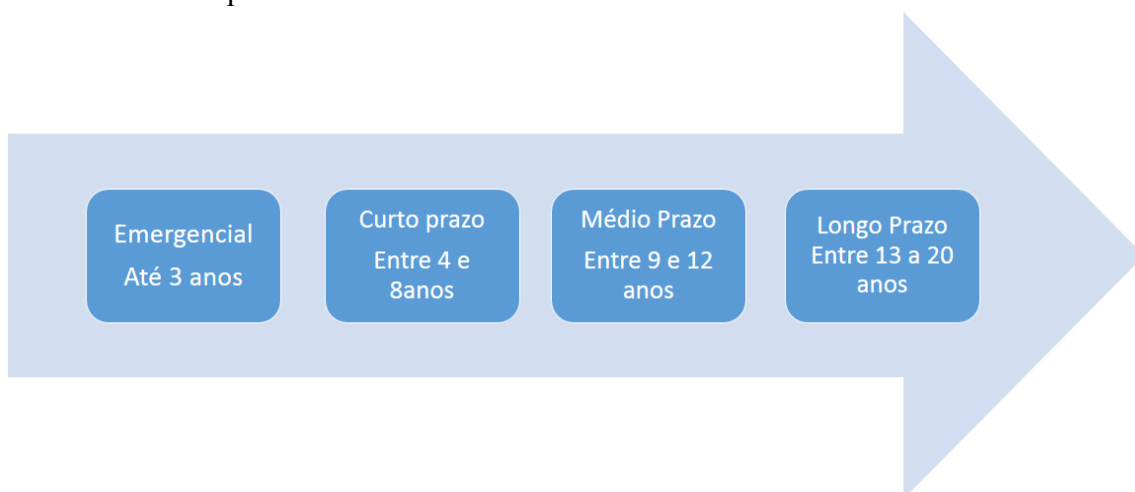 Emergencial
Até 3 anos
Curto prazo
Entre 4 e
8anos
Médio Prazo
Entre 9 e 12
anos
Longo Prazo
Entre 13 a 20
anos